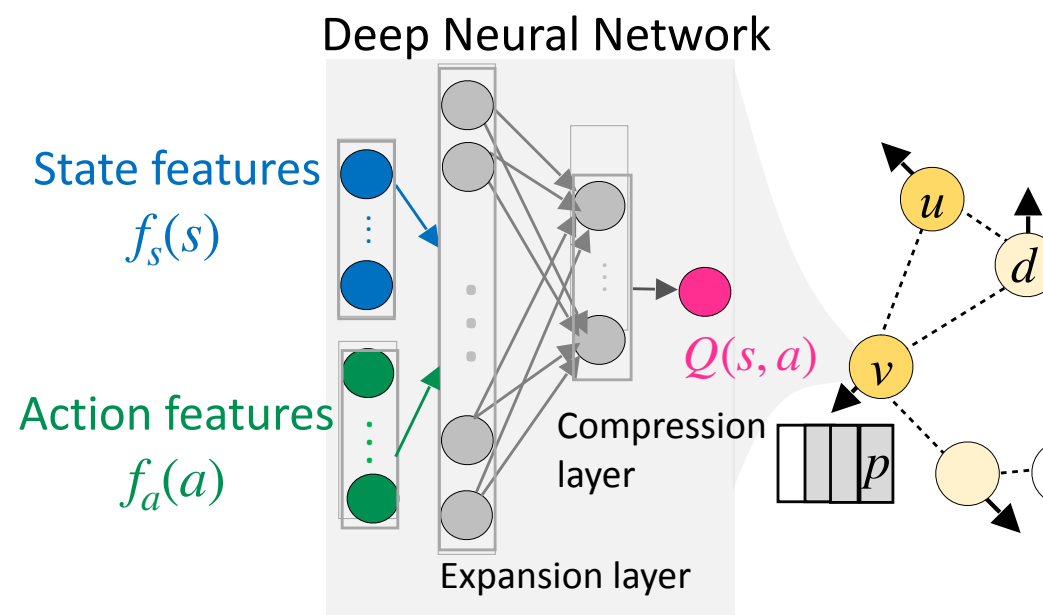 Deep Neural Network
State features
f_s(s)
Action features
f_a(a)
Q(s, a)
Compression
layer
Expansion layer
u
d
v
p